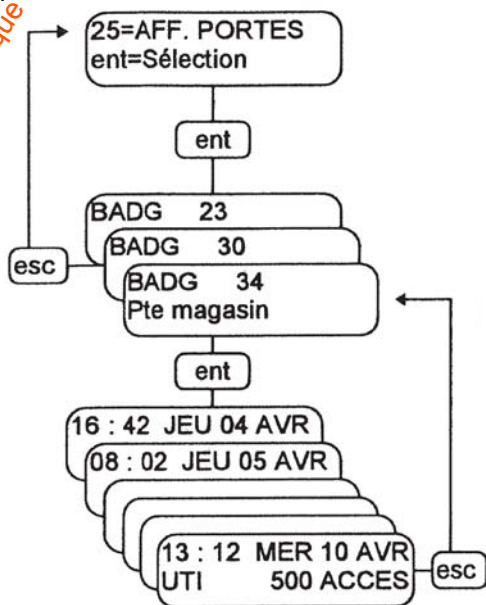 que
25=AFF. PORTES
ent=Sélection
ent
BADG 23
BADG 30
BADG 34
Pte magasin
esc
ent
16 : 42 JEU 04 AVR
08 : 02 JEU 05 AVR
13 : 12 MER 10 AVR
UTI 500 ACCES
esc